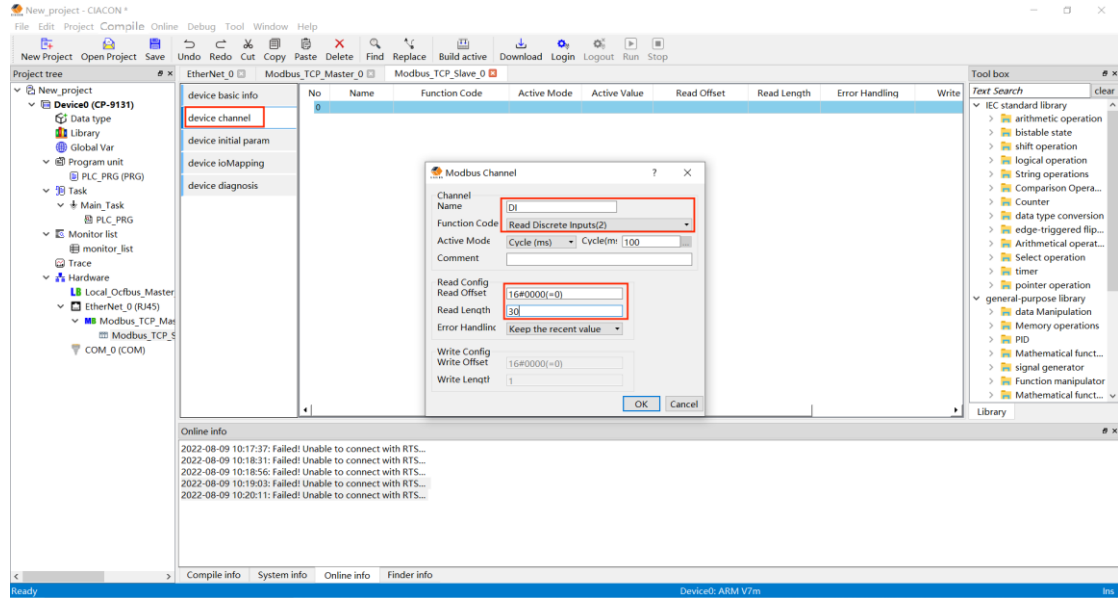 New_project - CIACON *
File Edit Project Compile Online Debug Tool Window Help
New Project Open Project Save Undo Redo Cut Copy Paste Delete Find Replace Build active Download Login Logout Run Stop
Project tree
New_project
Device0 (CP-9131)
Data type
Library
Global Var
Program unit
PLC_PRG (PRG)
Task
Main_Task
PLC_PRG
Monitor list
monitor_list
Trace
Hardware
LB Local_Ocfbus_Master
EtherNet_0 (RJ45)
MB Modbus_TCP_Mas
Modbus_TCP_S
COM_0 (COM)
EtherNet_0 Modbus_TCP_Master_0 Modbus_TCP_Slave_0
device basic info
device channel
device initial param
device ioMapping
device diagnosis
No Name Function Code Active Mode Active Value Read Offset Read Length Error Handling Write
0
Modbus Channel ? ×
Channel
Name DI
Function Code Read Discrete Inputs(2)
Active Mode Cycle (ms) Cycle(m: 100 ...
Comment
Read Config
Read Offset 16#0000(=0)
Read Length 30
Error Handling Keep the recent value
Write Config
Write Offset 16#0000(=0)
Write Lengtl 1
OK Cancel
Tool box
Text Search clear
IEC standard library
arithmetic operation
bistable state
shift operation
logical operation
String operations
Comparison Opera...
Counter
data type conversion
edge-triggered flip...
Arithmetical operat...
Select operation
timer
pointer operation
general-purpose library
data Manipulation
Memory operations
PID
Mathematical funct...
signal generator
Function manipulator
Mathematical funct...
Library
Online info
2022-08-09 10:17:37: Failed! Unable to connect with RTS...
2022-08-09 10:18:31: Failed! Unable to connect with RTS...
2022-08-09 10:18:56: Failed! Unable to connect with RTS...
2022-08-09 10:19:03: Failed! Unable to connect with RTS...
2022-08-09 10:20:11: Failed! Unable to connect with RTS...
Compile info System info Online info Finder info
Ready Device0: ARM V7m Ins